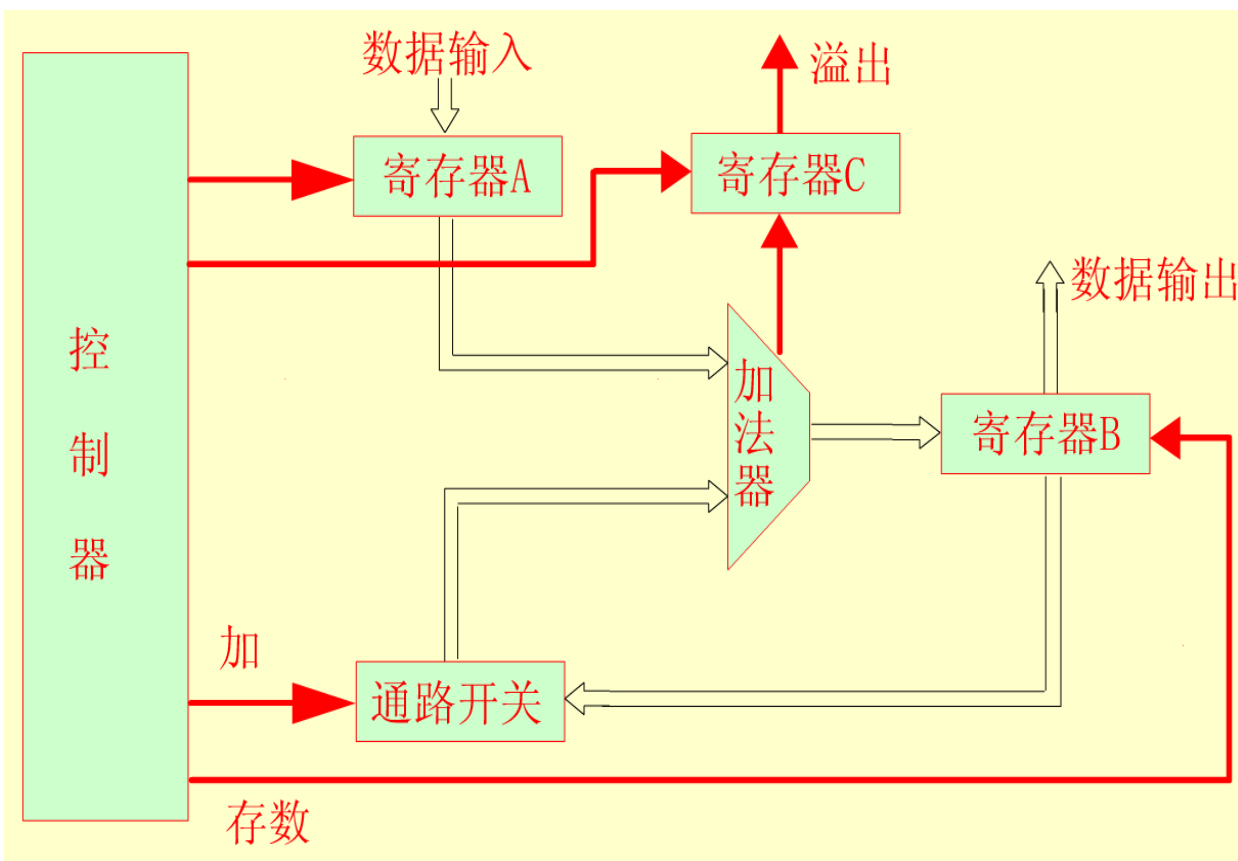 数据输入
溢出
寄存器A
寄存器C
数据输出
控
制
器
加
法
器
寄存器B
加
通路开关
存数